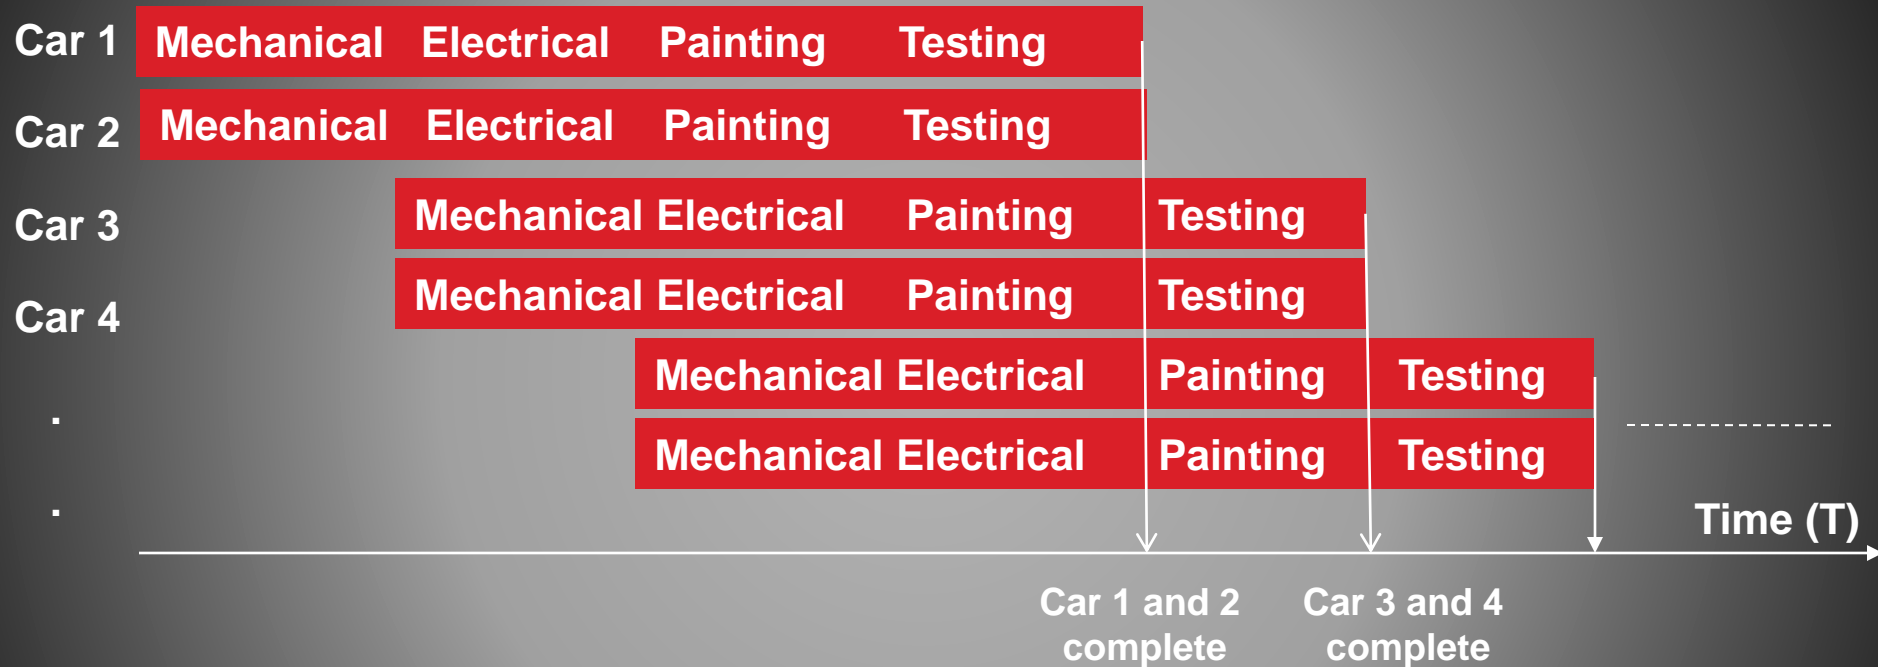 Car 1 Mechanical Electrical Painting Testing
Car 2 Mechanical Electrical Painting Testing
Car 3 Mechanical Electrical Painting Testing
Car 4 Mechanical Electrical Painting Testing
Mechanical Electrical Painting Testing
.
Mechanical Electrical Painting Testing
.
Time (T)
Car 1 and 2 Car 3 and 4
complete complete